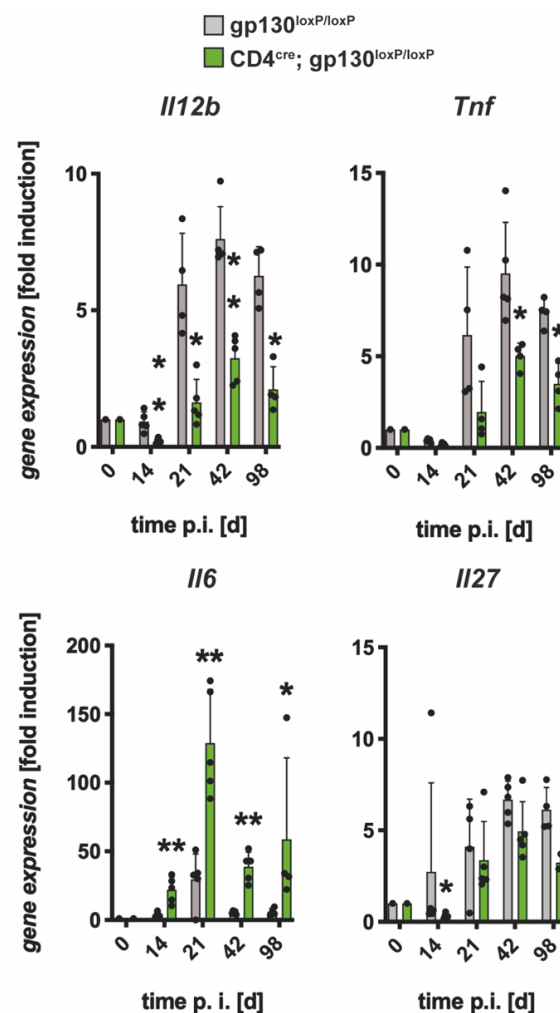 gp130loxP/loxP
CD4cre; gp130loxP/loxP
Il12b
Tnf
gene expression [fold induction]
10
5
0
15
10
5
0
* *
*
* *
*
*
*
0 14 21 42 98
0 14 21 42 98
time p.i. [d]
time p.i. [d]
Il6
Il27
gene expression [fold induction]
200
150
100
50
0
15
10
5
0
**
**
**
*
*
0 14 21 42 98
0 14 21 42 98
time p. i. [d]
time p.i. [d]